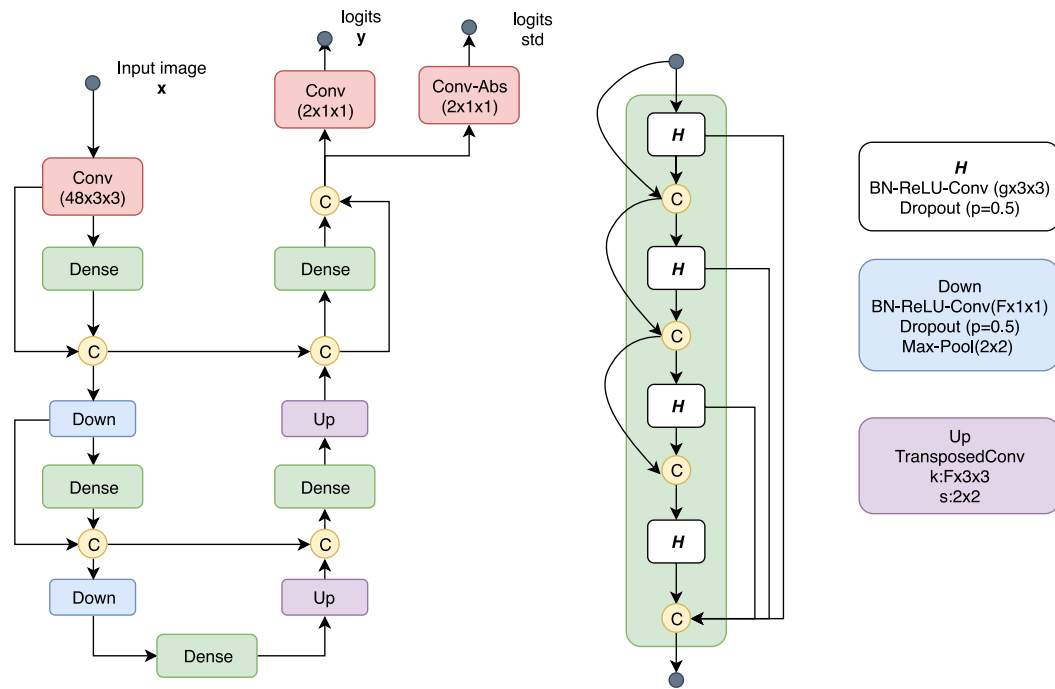 logits
y
logits
std
Input image
x
Conv
(2x1x1)
Conv-Abs
(2x1x1)
Conv
(48x3x3)
C
Dense
Dense
C
C
Down
Up
Dense
Dense
C
C
Down
Up
Dense
H
C
H
C
H
C
H
C
H
BN-ReLU-Conv (gx3x3)
Dropout (p=0.5)
Down
BN-ReLU-Conv(Fx1x1)
Dropout (p=0.5)
Max-Pool(2x2)
Up
TransposedConv
k:Fx3x3
s:2x2